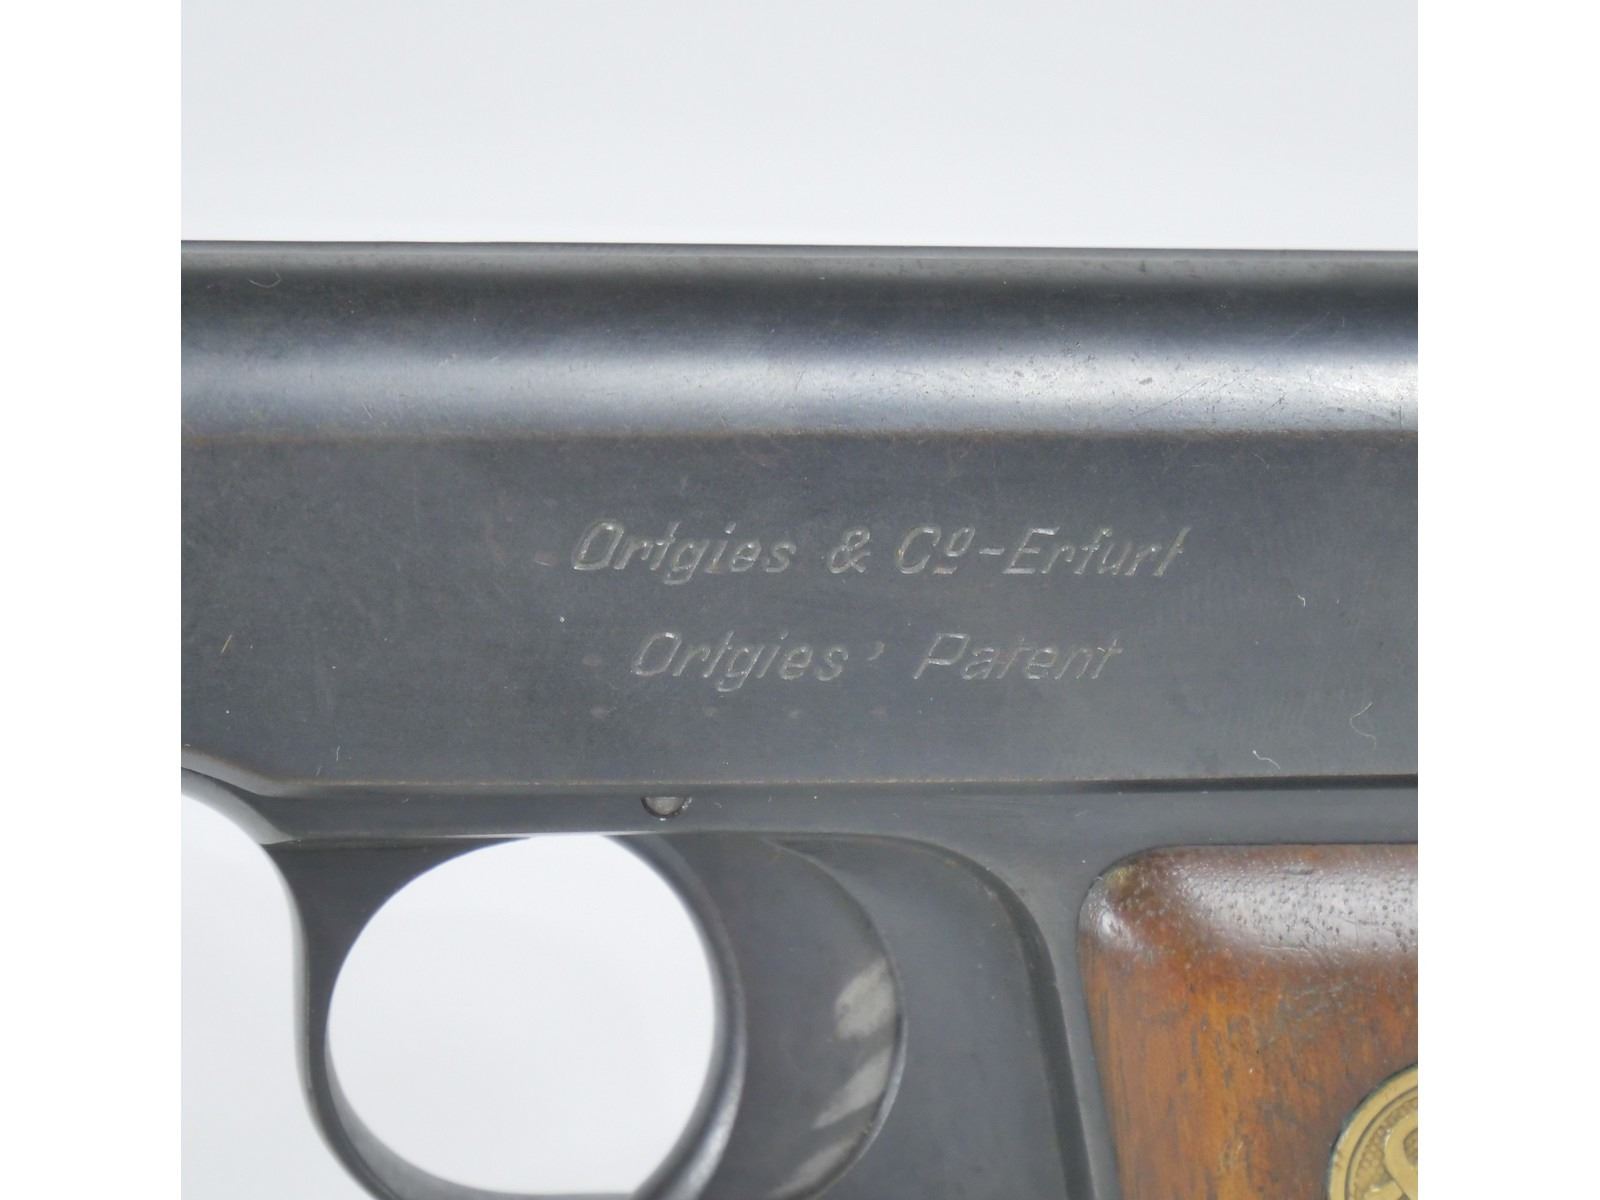 Ortgies & Cº-Erfurt
Ortgies' Patent